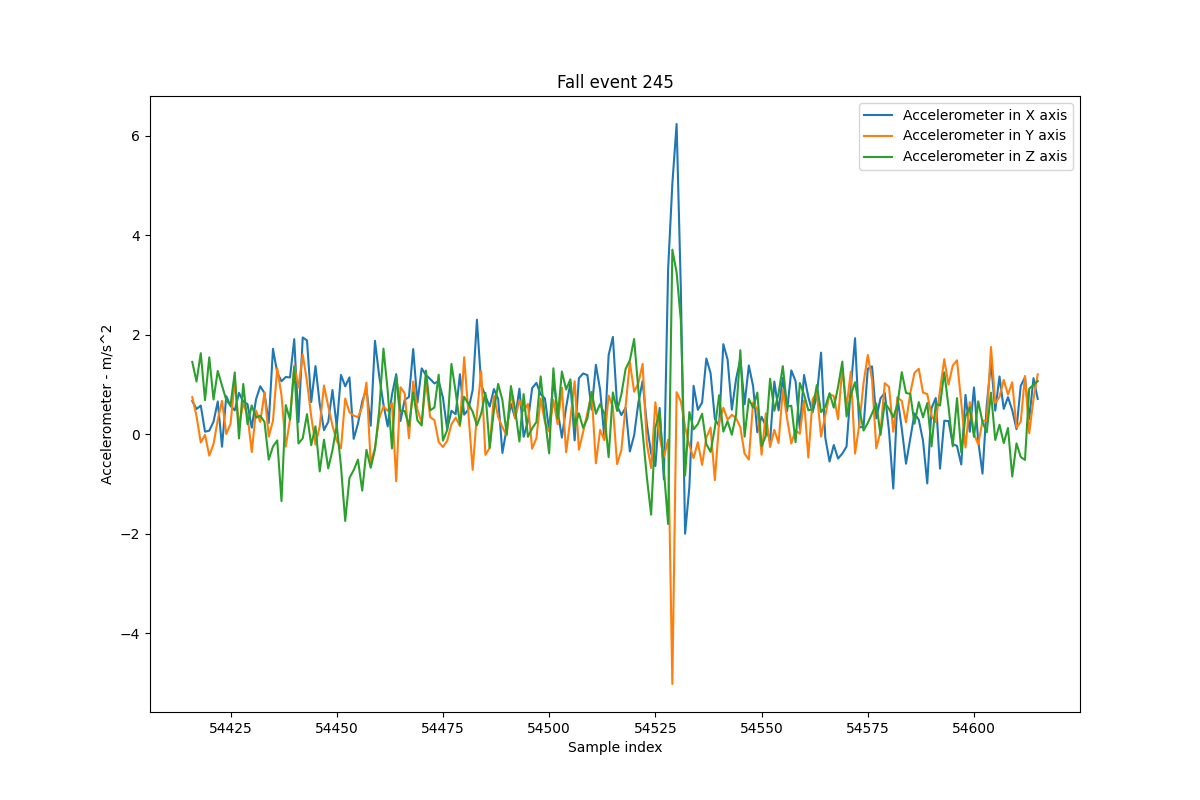 Fall event 245
Accelerometer in X axis
Accelerometer in Y axis
Accelerometer in Z axis
Accelerometer - m/s^2
6
4
2
0
−2
−4
54425 54450 54475 54500 54525 54550 54575 54600
Sample index